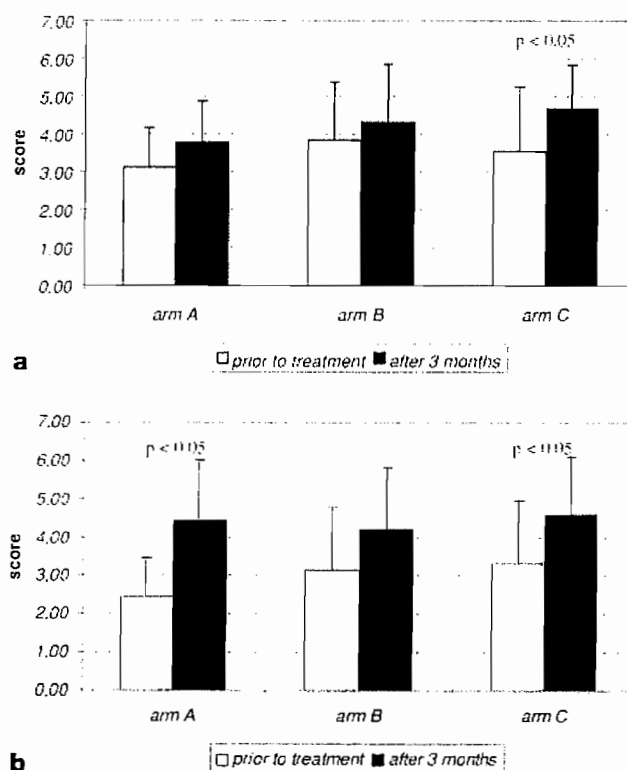 7.00
p < 0.05
6.00
5.00
4.00
3.00
2.00
1.00
0.00
score
arm A arm B arm C
a
prior to treatment after 3 months
7.00
p < 0.05 p < 0.05
6.00
5.00
4.00
3.00
2.00
1.00
0.00
score
arm A arm B arm C
b
prior to treatment after 3 months